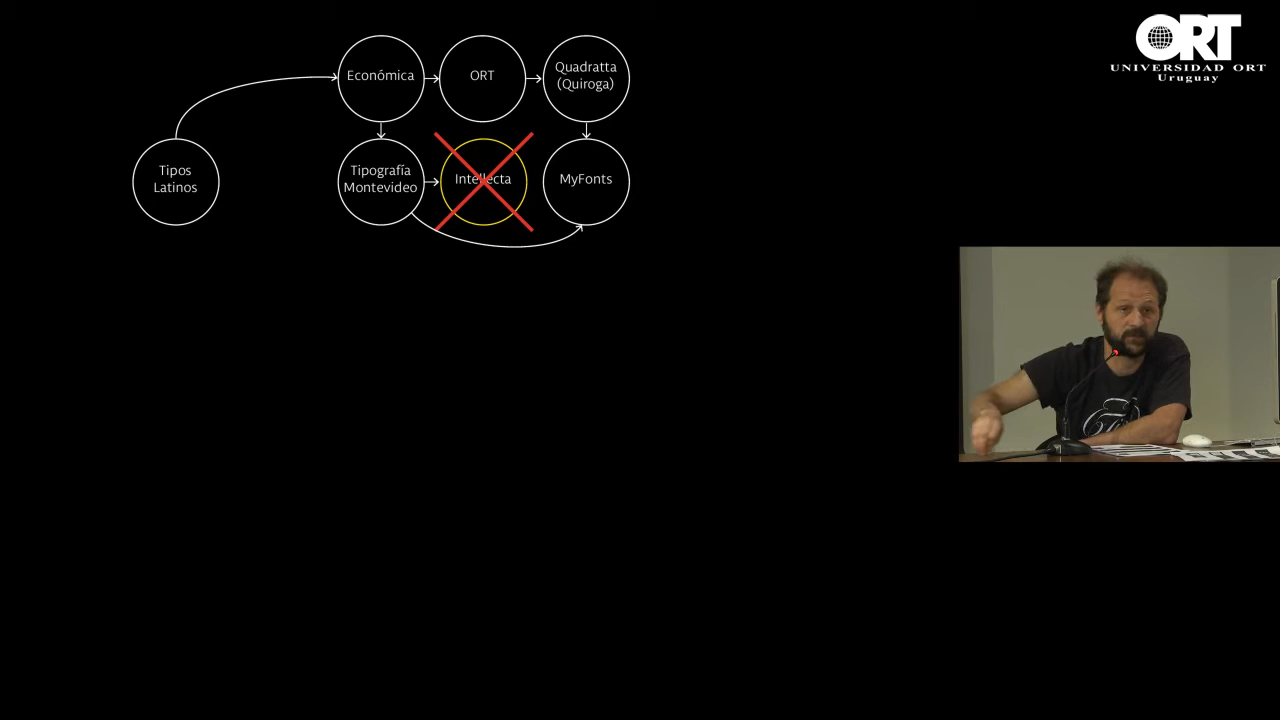 ORT
UNIVERSIDAD ORT
Uruguay
Económica
ORT
Quadratta
(Quiroga)
Tipos
Latinos
Tipografía
Montevideo
Intellecta
MyFonts